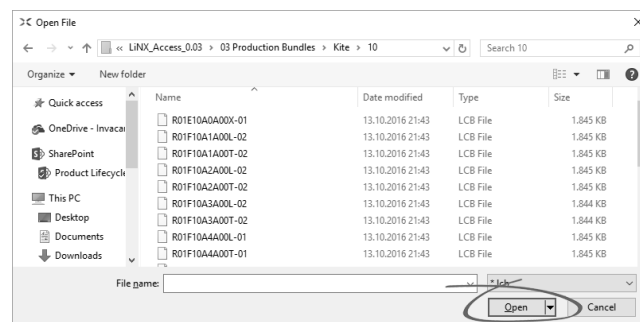 Open File
« LiNX_Access_0.03 > 03 Production Bundles > Kite > 10 Search 10
Organize New folder
Name Date modified Type Size
Quick access
OneDrive - Invacar
SharePoint
Product Lifecycle
This PC
Desktop
Documents
Downloads
R01E10A0A00X-01 13.10.2016 21:43 LCB File 1.845 KB
R01F10A1A00L-02 13.10.2016 21:43 LCB File 1.845 KB
R01F10A1A00T-02 13.10.2016 21:43 LCB File 1.845 KB
R01F10A2A00L-02 13.10.2016 21:43 LCB File 1.845 KB
R01F10A2A00T-02 13.10.2016 21:43 LCB File 1.845 KB
R01F10A3A00L-02 13.10.2016 21:43 LCB File 1.844 KB
R01F10A3A00T-02 13.10.2016 21:43 LCB File 1.844 KB
R01F10A4A00L-01 13.10.2016 21:43 LCB File 1.845 KB
R01F10A4A00T-01 13.10.2016 21:43 LCB File 1.845 KB
File name:
Open Cancel